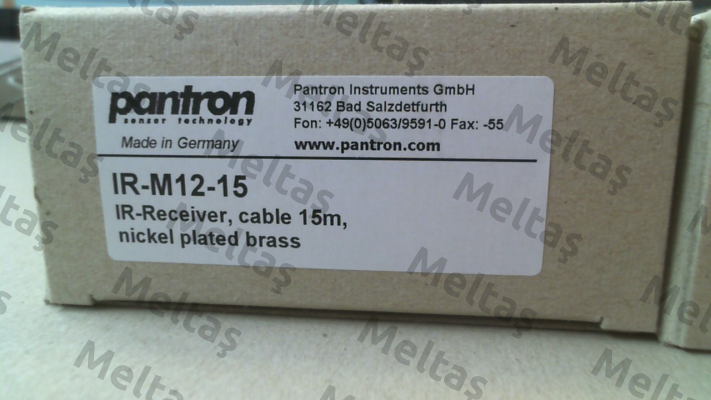 pantron
sensor technology
Made in Germany
Pantron Instruments GmbH
31162 Bad Salzdetfurth
Fon: +49(0)5063/9591-0 Fax: -55
www.pantron.com
IR-M12-15
IR-Receiver, cable 15m,
nickel plated brass
Meltaş